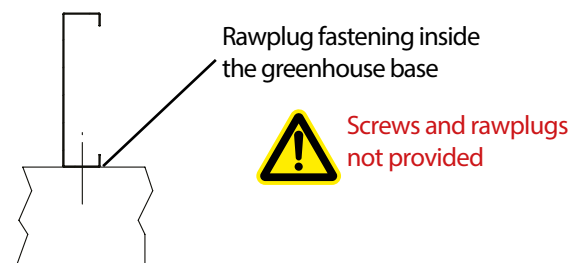 Rawplug fastening inside
the greenhouse base
Screws and rawplugs
not provided